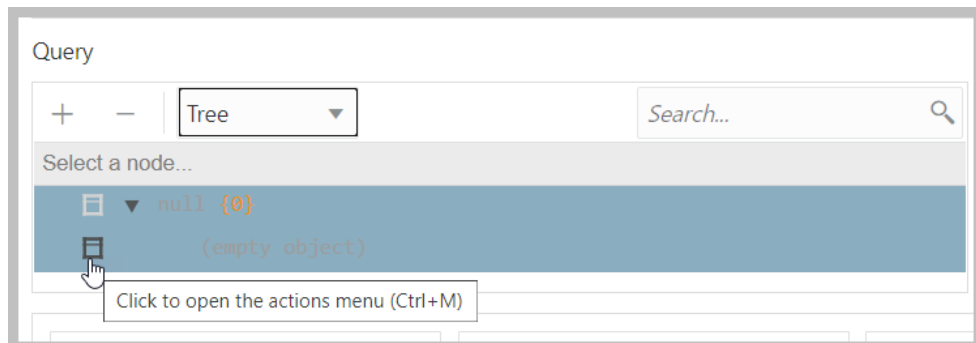 Query
Tree
Search...
Select a node...
null {0}
(empty object)
Click to open the actions menu (Ctrl+M)